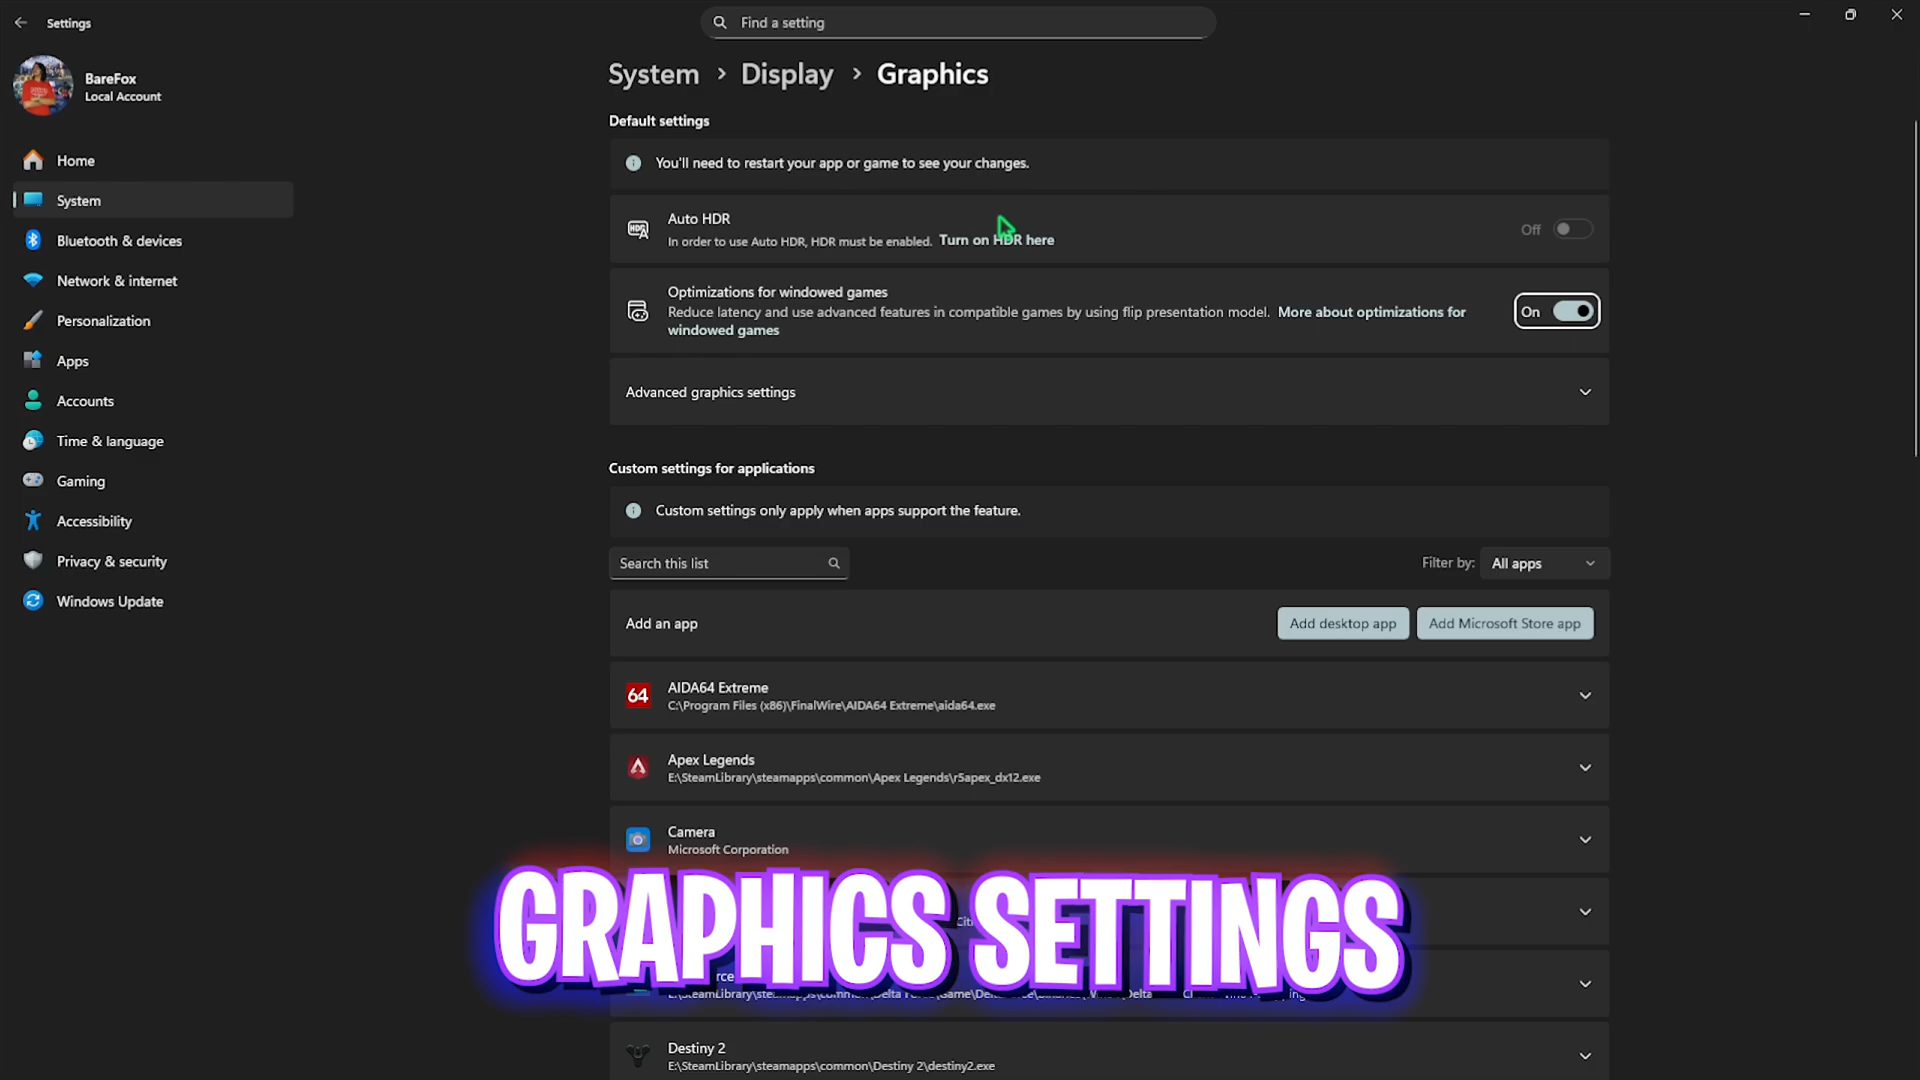 Settings
Find a setting
BareFox
Local Account
Home
System
Bluetooth & devices
Network & internet
Personalization
Apps
Accounts
Time & language
Gaming
Accessibility
Privacy & security
Windows Update
System > Display > Graphics
Default settings
You'll need to restart your app or game to see your changes.
Auto HDR
In order to use Auto HDR, HDR must be enabled. Turn on HDR here
Off
Optimizations for windowed games
Reduce latency and use advanced features in compatible games by using flip presentation model. More about optimizations for
windowed games
On
Advanced graphics settings
Custom settings for applications
Custom settings only apply when apps support the feature.
Search this list
Filter by: All apps
Add an app
Add desktop app
Add Microsoft Store app
64 AIDA64 Extreme
C:\Program Files (x86)\FinalWire\AIDA64 Extreme\aida64.exe
Apex Legends
E:\SteamLibrary\steamapps\common\Apex Legends\r5apex_dx12.exe
Camera
Microsoft Corporation
GRAPHICS SETTINGS
Destiny 2
E:\SteamLibrary\steamapps\common\Destiny 2\destiny2.exe